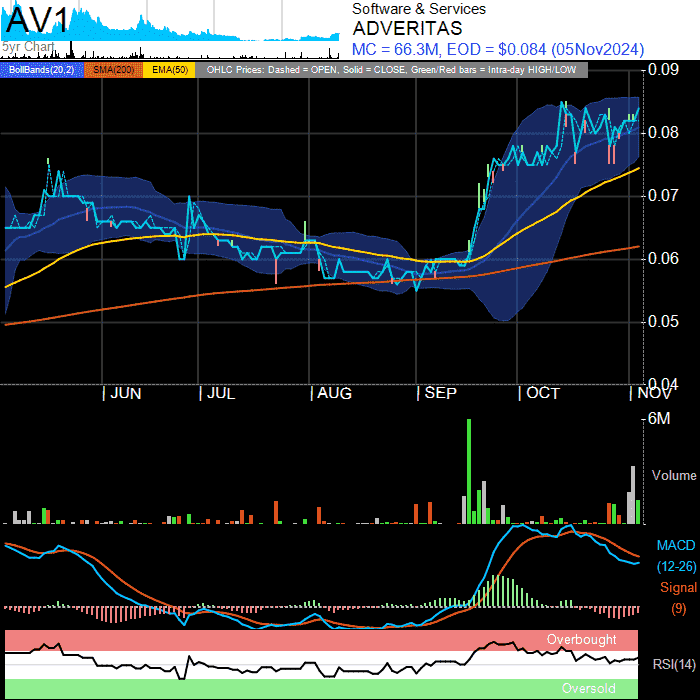 AV1
5yr Chart
Software & Services
ADVERITAS
MC = 66.3M, EOD = $0.084 (05Nov2024)
BollBands(20,2) SMA(200) EMA(50) OHLC Prices: Dashed = OPEN, Solid = CLOSE, Green/Red bars = Intra-day HIGH/LOW
0.09
0.08
0.07
0.06
0.05
0.04
JUN JUL AUG SEP OCT NOV
6M
Volume
MACD
(12-26)
Signal
(9)
Overbought
RSI(14)
Oversold